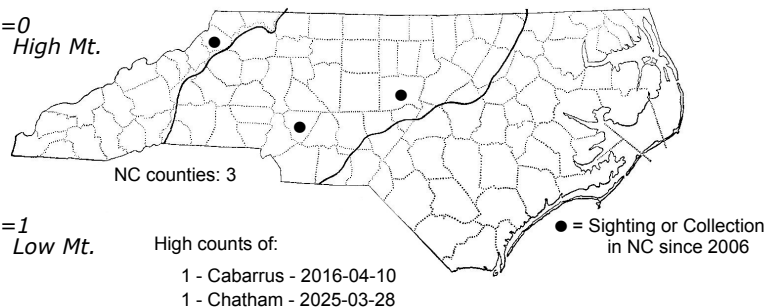 =0
High Mt.
NC counties: 3
=1
Low Mt.
High counts of:
1 - Cabarrus - 2016-04-10
1 - Chatham - 2025-03-28
= Sighting or Collection
in NC since 2006